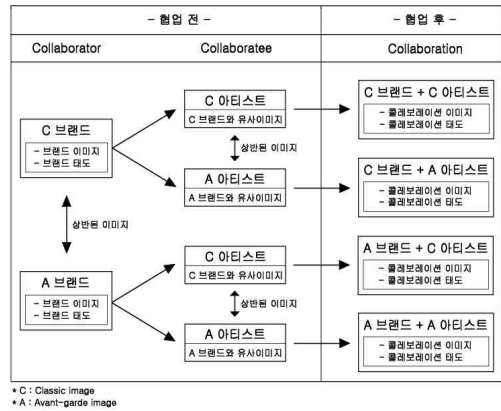 - 협업 전 -
- 협업 후 -
Collaborator
Collaboratee
Collaboration
C 브랜드
- 브랜드 이미지
- 브랜드 태도
상반된 이미지
A 브랜드
- 브랜드 이미지
- 브랜드 태도
C 아티스트
C 브랜드와 유사이미지
상반된 이미지
A 아티스트
A 브랜드와 유사이미지
C 아티스트
C 브랜드와 유사이미지
상반된 이미지
A 아티스트
A 브랜드와 유사이미지
C 브랜드 + C 아티스트
- 콜레보레이션 이미지
- 콜레보레이션 태도
C 브랜드 + A 아티스트
- 콜레보레이션 이미지
- 콜레보레이션 태도
A 브랜드 + C 아티스트
- 콜레보레이션 이미지
- 콜레보레이션 태도
A 브랜드 + A 아티스트
- 콜레보레이션 이미지
- 콜레보레이션 태도
* C : Classic image
* A : Avant-garde image